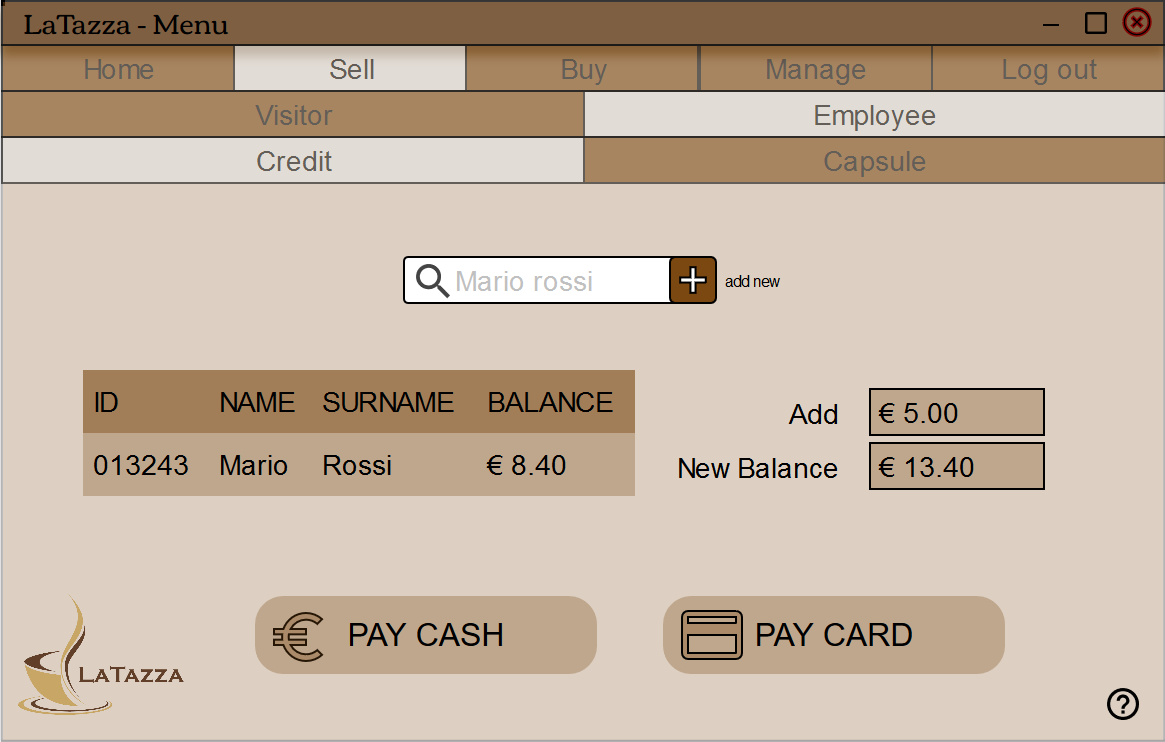 LaTazza - Menu
Home Sell Buy Manage Log out
Visitor Employee
Credit Capsule
Mario rossi add new
ID NAME SURNAME BALANCE
013243 Mario Rossi € 8.40
Add € 5.00
New Balance € 13.40
PAY CASH PAY CARD
LATAZZA